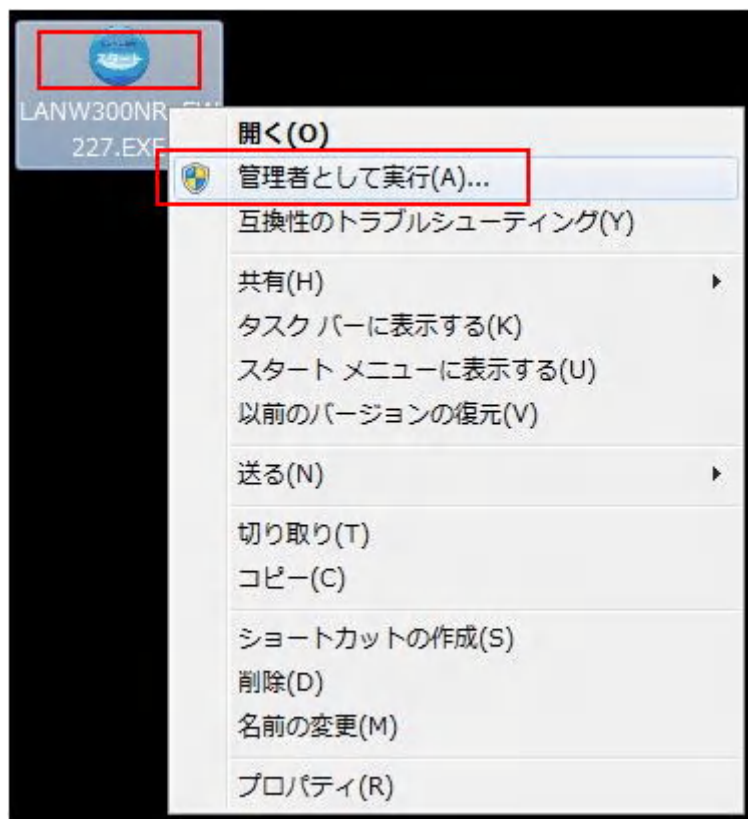 スタート
LANW300NR
227.EXE
開く(O)
管理者として実行(A)...
互換性のトラブルシューティング(Y)
共有(H)
タスク バーに表示する(K)
スタート メニューに表示する(U)
以前のバージョンの復元(V)
送る(N)
切り取り(T)
コピー(C)
ショートカットの作成(S)
削除(D)
名前の変更(M)
プロパティ(R)